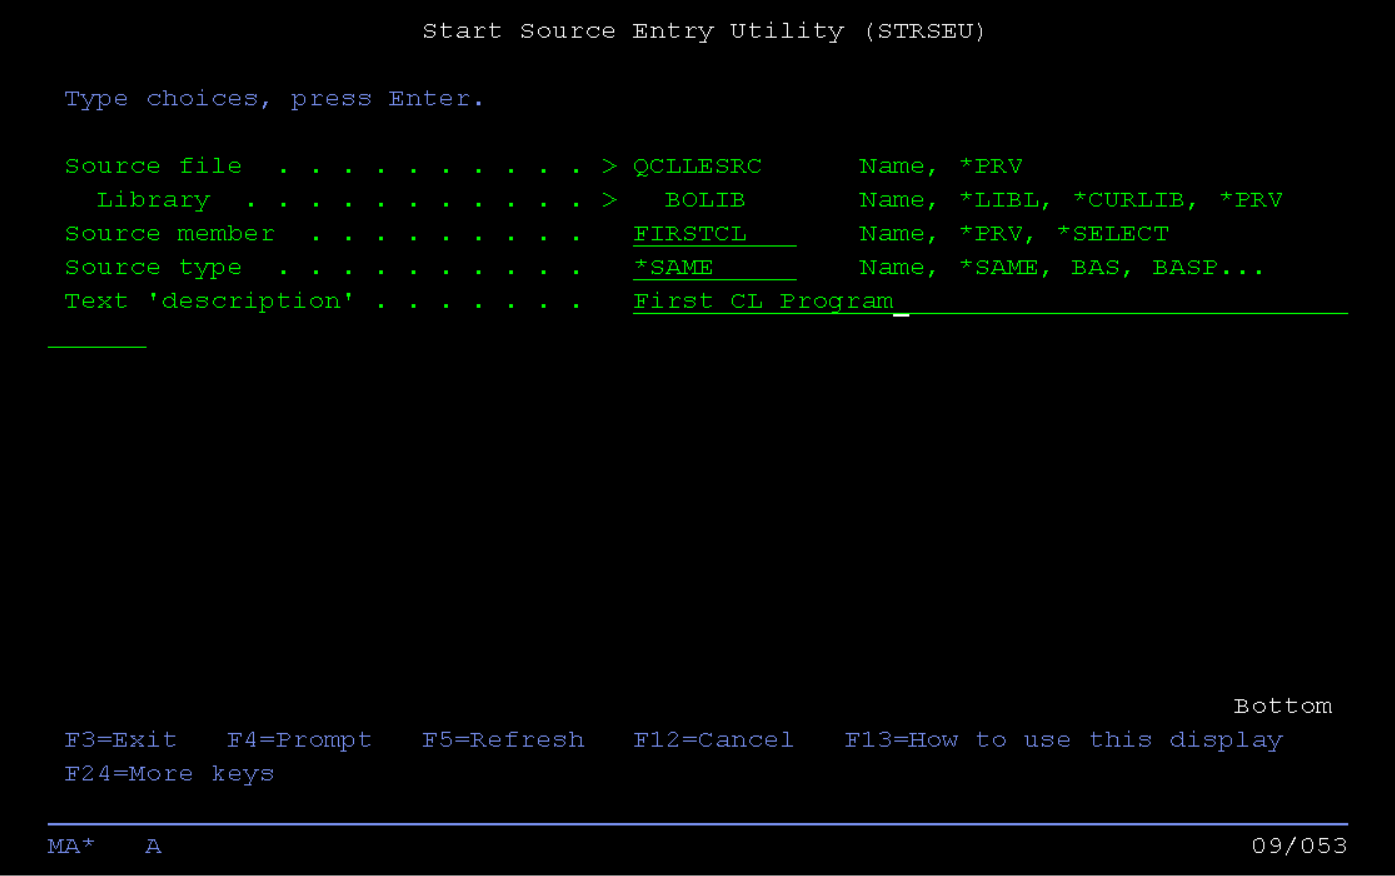 Start Source Entry Utility (STRSEU)
Type choices, press Enter.
Source file . . . . . . . . . . > QCLLESRC Name, *PRV
Library . . . . . . . . . . . > BOLIB Name, *LIBL, *CURLIB, *PRV
Source member . . . . . . . . . FIRSTCL Name, *PRV, *SELECT
Source type . . . . . . . . . . *SAME Name, *SAME, BAS, BASP...
Text 'description' . . . . . . . First CL Program
Bottom
F3=Exit F4=Prompt F5=Refresh F12=Cancel F13=How to use this display
F24=More keys
MA* A 09/053